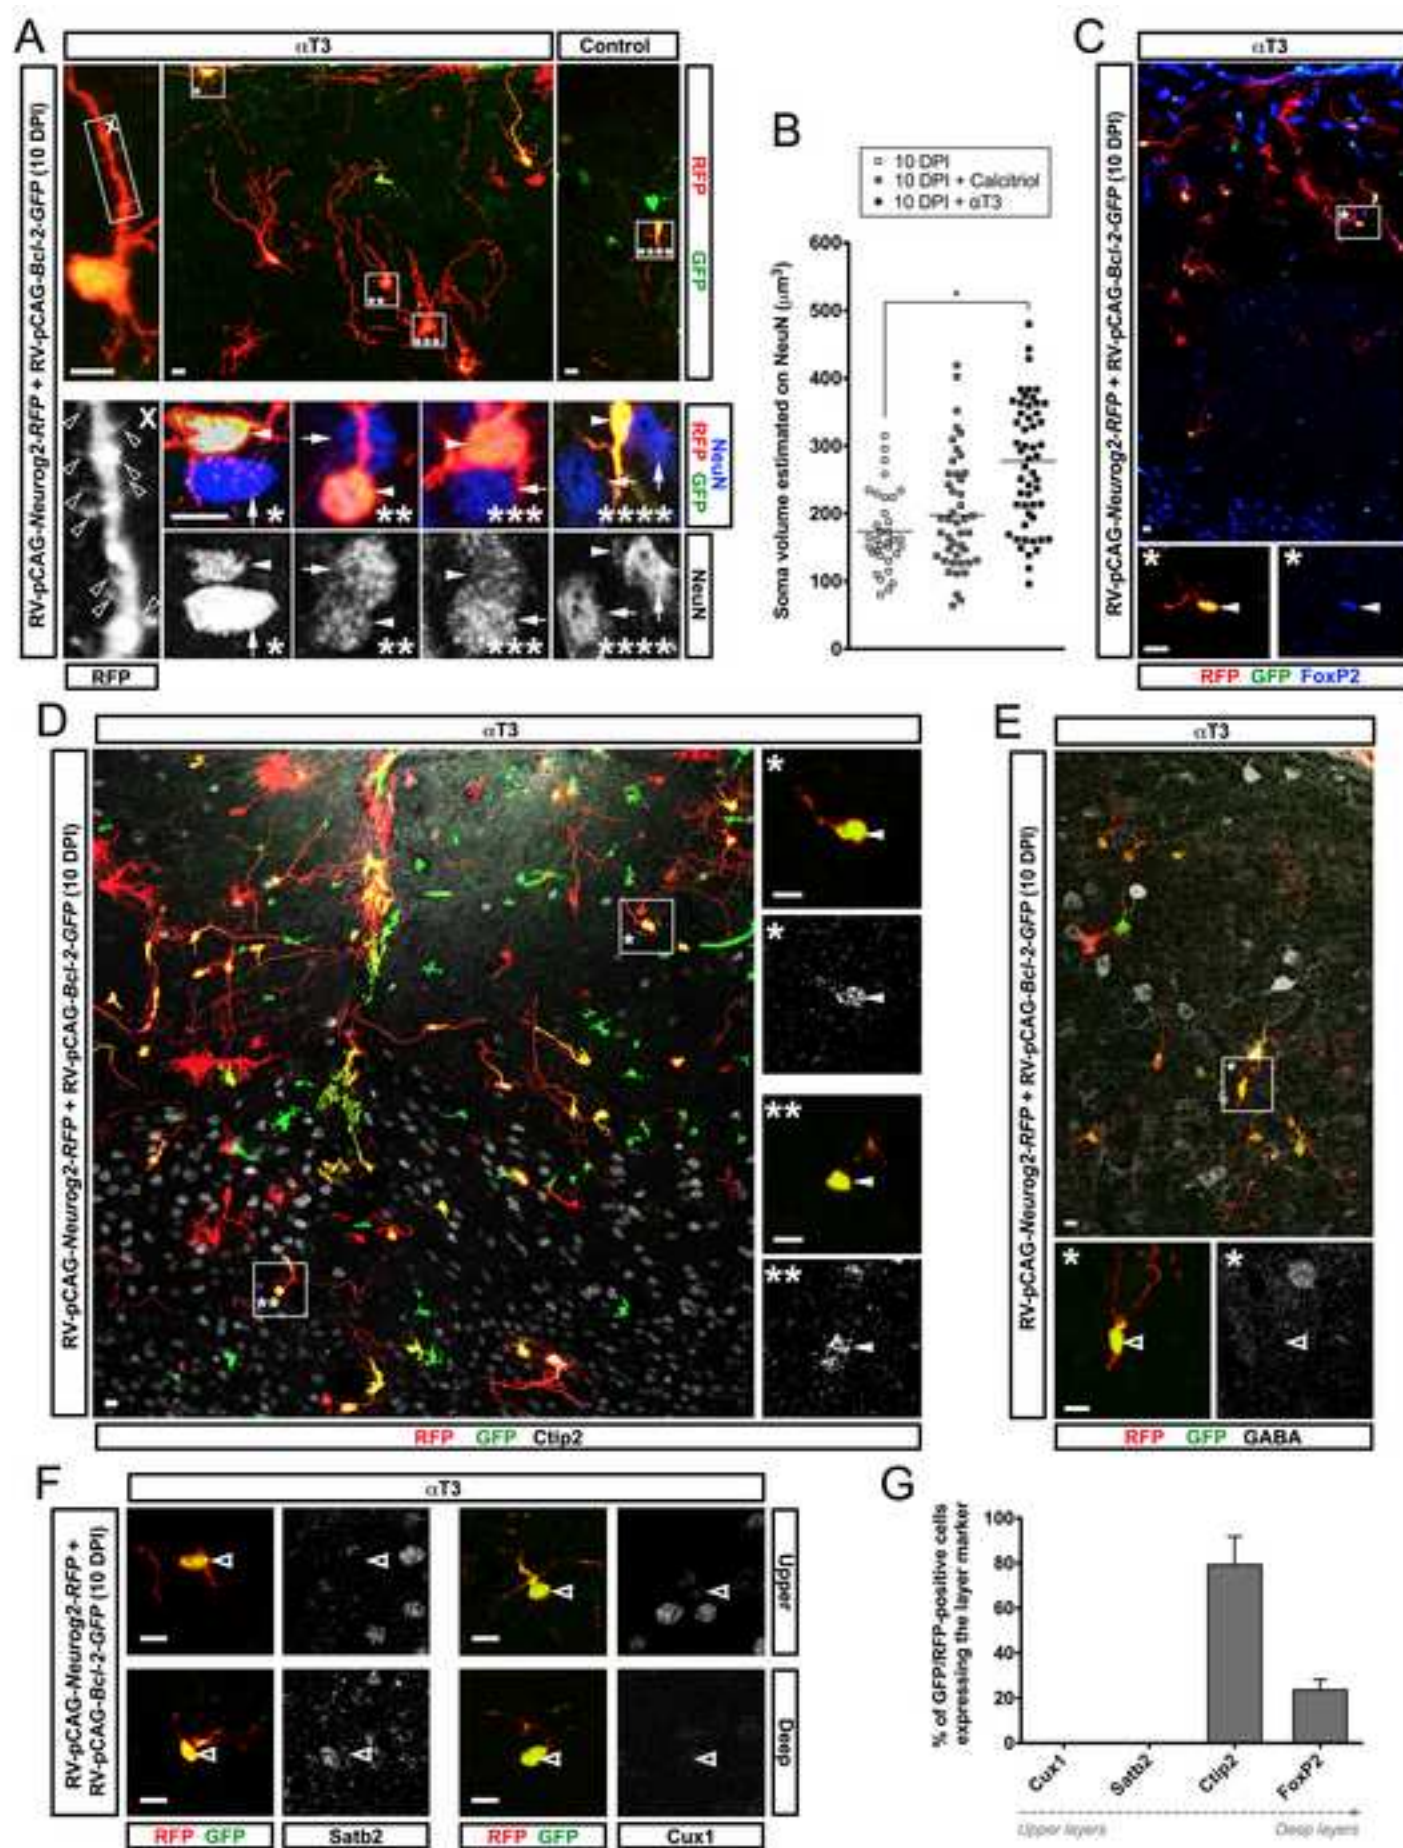 A
αT3
Control
RV-pCAG-Neurog2-RFP + RV-pCAG-Bcl-2-GFP (10 DPI)
x
*
**
***
****
RFP GFP
X
*
**
***
****
NeuN
RFP GFP
*
**
***
****
NeuN
RFP
B
10 DPI
10 DPI + Calcitriol
10 DPI + αT3
Soma volume estimated on NeuN (μm³)
600
500
400
300
200
100
0
*
C
αT3
RV-pCAG-Neurog2-RFP + RV-pCAG-Bcl-2-GFP (10 DPI)
*
*
*
RFP GFP FoxP2
D
αT3
RV-pCAG-Neurog2-RFP + RV-pCAG-Bcl-2-GFP (10 DPI)
*
**
*
*
**
**
RFP GFP Ctip2
E
αT3
RV-pCAG-Neurog2-RFP + RV-pCAG-Bcl-2-GFP (10 DPI)
*
*
*
RFP GFP GABA
F
αT3
RV-pCAG-Neurog2-RFP +
RV-pCAG-Bcl-2-GFP (10 DPI)
Upper
Deep
RFP GFP
Satb2
RFP GFP
Cux1
G
% of GFP/RFP-positive cells
expressing the layer marker
100
80
60
40
20
0
Cux1
Satb2
Ctip2
FoxP2
Upper layers
Deep layers